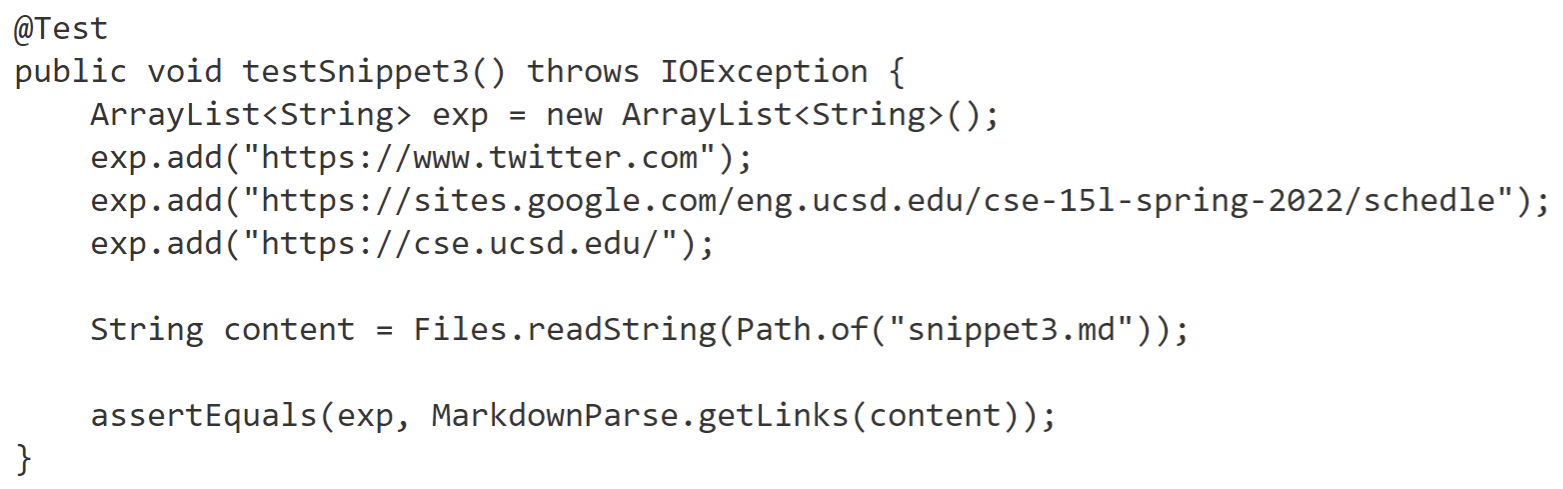 @Test
public void testSnippet3() throws IOException {
    ArrayList<String> exp = new ArrayList<String>();
    exp.add("https://www.twitter.com");
    exp.add("https://sites.google.com/eng.ucsd.edu/cse-15l-spring-2022/schedle");
    exp.add("https://cse.ucsd.edu/");

    String content = Files.readString(Path.of("snippet3.md"));

    assertEquals(exp, MarkdownParse.getLinks(content));
}